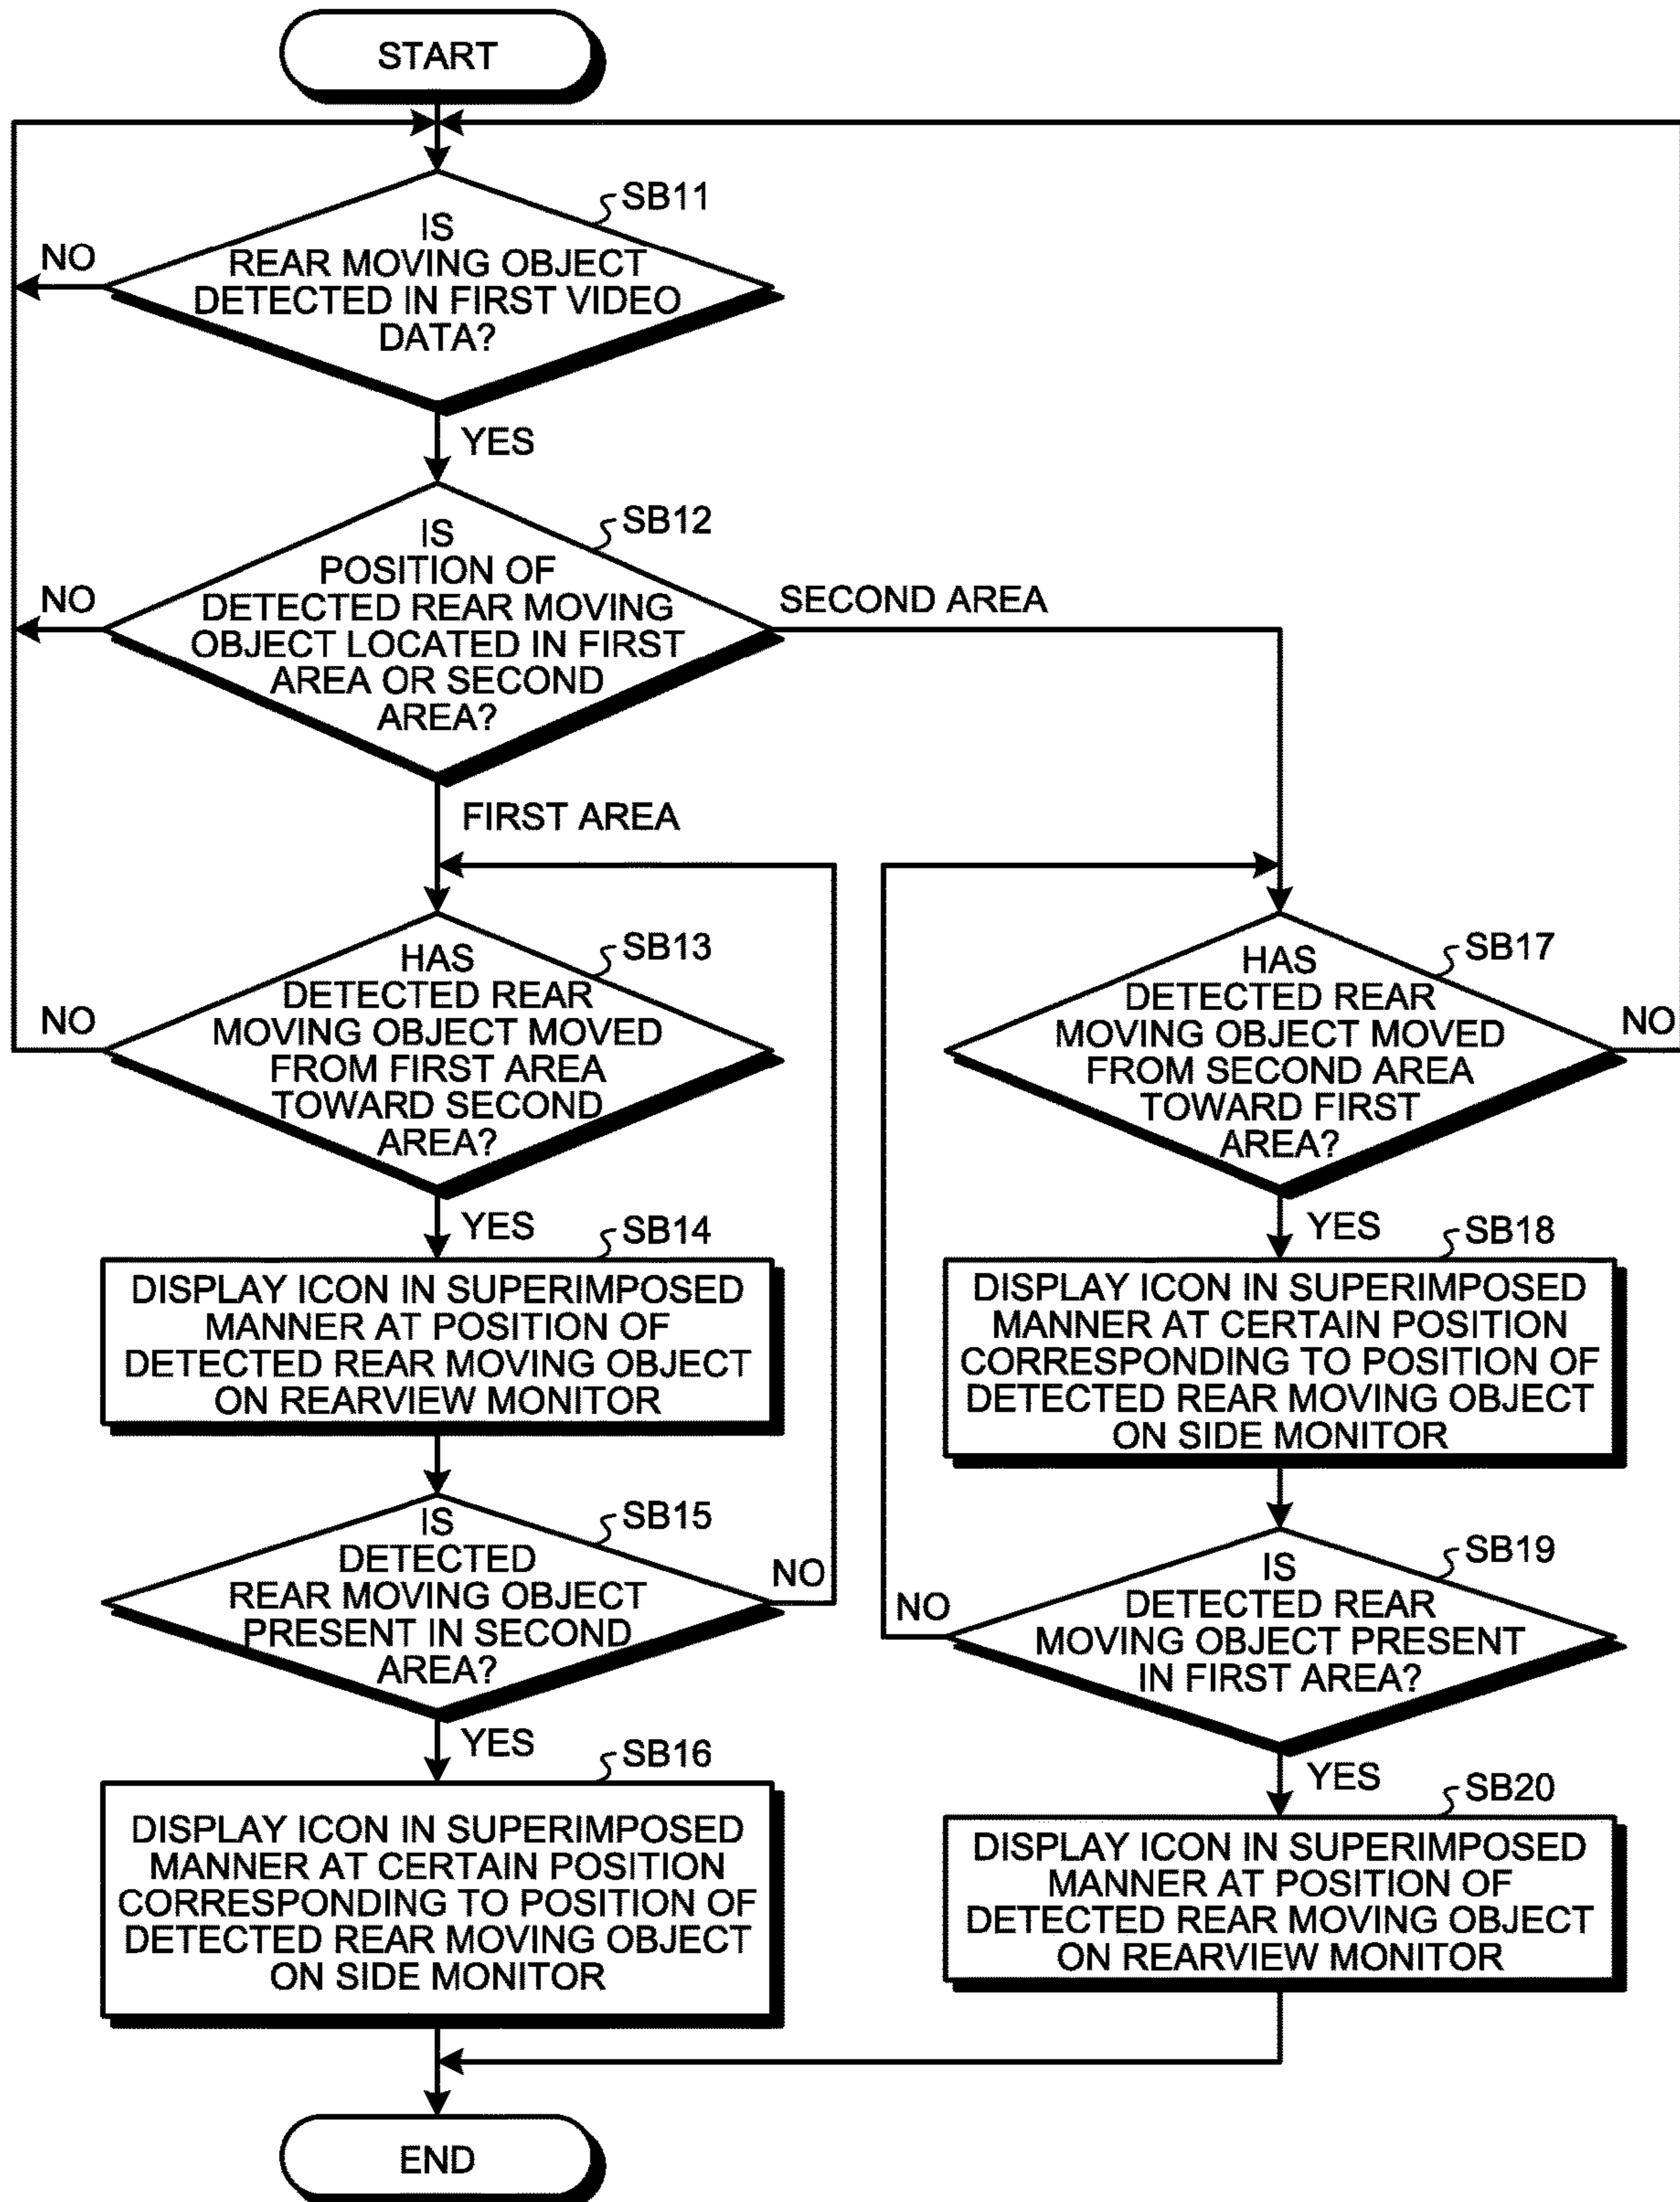 START
SB11
IS
REAR MOVING OBJECT
DETECTED IN FIRST VIDEO
DATA?
NO
YES
SB12
IS
POSITION OF
DETECTED REAR MOVING
OBJECT LOCATED IN FIRST
AREA OR SECOND
AREA?
NO
SECOND AREA
FIRST AREA
SB13
HAS
DETECTED REAR
MOVING OBJECT MOVED
FROM FIRST AREA
TOWARD SECOND
AREA?
NO
YES
SB14
DISPLAY ICON IN SUPERIMPOSED
MANNER AT POSITION OF
DETECTED REAR MOVING OBJECT
ON REARVIEW MONITOR
SB15
IS
DETECTED
REAR MOVING OBJECT
PRESENT IN SECOND
AREA?
NO
YES
SB16
DISPLAY ICON IN SUPERIMPOSED
MANNER AT CERTAIN POSITION
CORRESPONDING TO POSITION OF
DETECTED REAR MOVING OBJECT
ON SIDE MONITOR
SB17
HAS
DETECTED REAR
MOVING OBJECT MOVED
FROM SECOND AREA
TOWARD FIRST
AREA?
NO
YES
SB18
DISPLAY ICON IN SUPERIMPOSED
MANNER AT CERTAIN POSITION
CORRESPONDING TO POSITION OF
DETECTED REAR MOVING OBJECT
ON SIDE MONITOR
SB19
IS
DETECTED REAR
MOVING OBJECT PRESENT
IN FIRST AREA?
NO
YES
SB20
DISPLAY ICON IN SUPERIMPOSED
MANNER AT POSITION OF
DETECTED REAR MOVING OBJECT
ON REARVIEW MONITOR
END